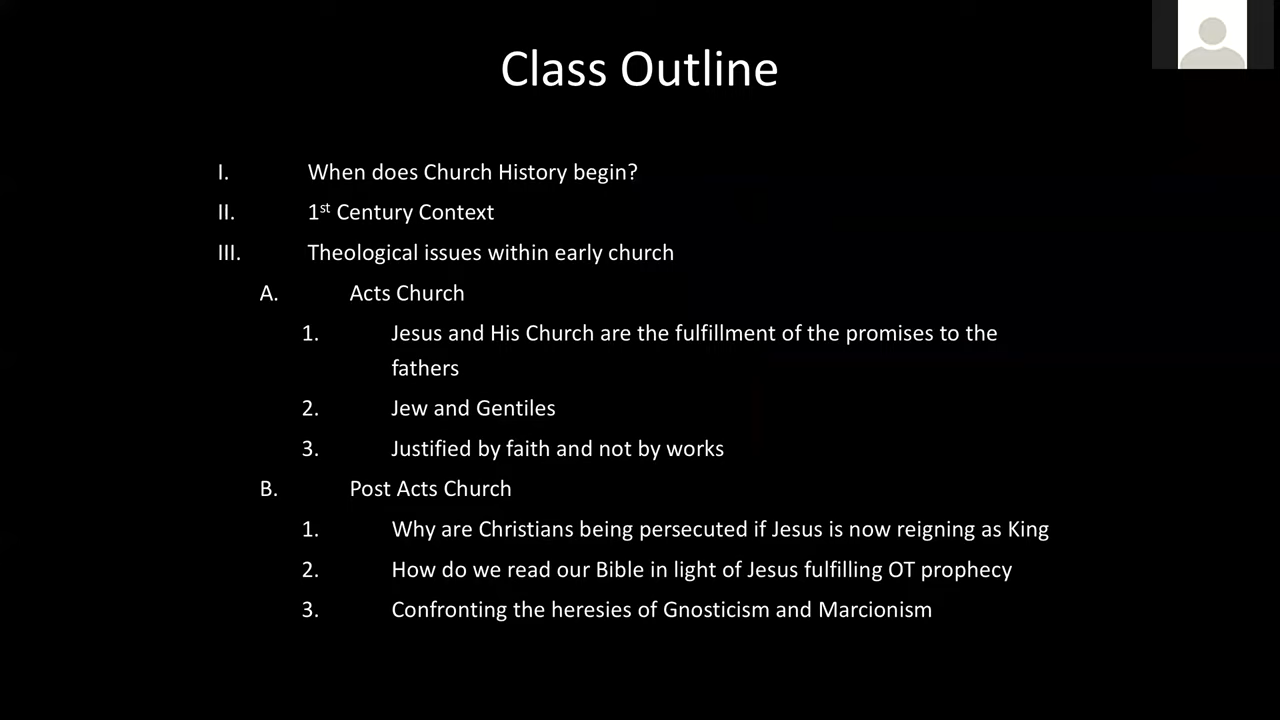 Class Outline
I. When does Church History begin?
II. 1st Century Context
III. Theological issues within early church
A. Acts Church
1. Jesus and His Church are the fulfillment of the promises to the
fathers
2. Jew and Gentiles
3. Justified by faith and not by works
B. Post Acts Church
1. Why are Christians being persecuted if Jesus is now reigning as King
2. How do we read our Bible in light of Jesus fulfilling OT prophecy
3. Confronting the heresies of Gnosticism and Marcionism